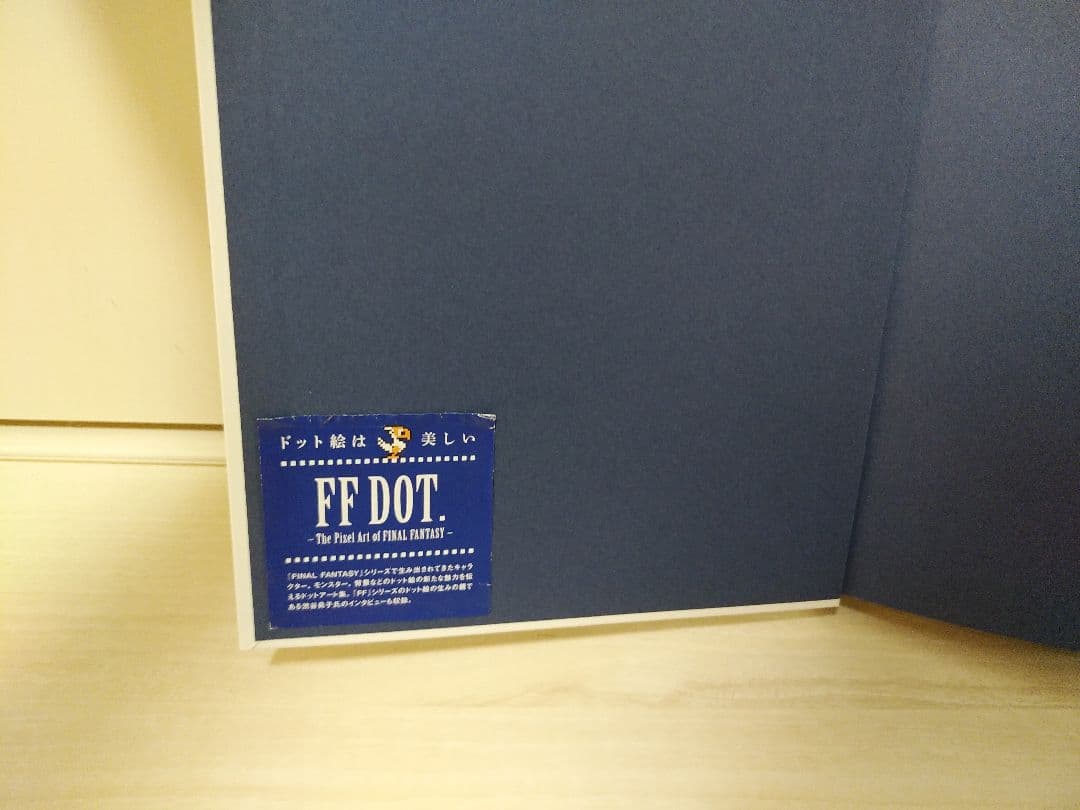 ドット絵は 美しい
FF DOT.
– The Pixel Art of FINAL FANTASY –
『FINAL FANTASY』シリーズで生み出されてきたキャラ
クター、モンスター、背景などのドット絵の新たな魅力を伝
えるドットアート集。『FF』シリーズのドット絵の生みの親で
ある渋谷員子氏のインタビューも収録。